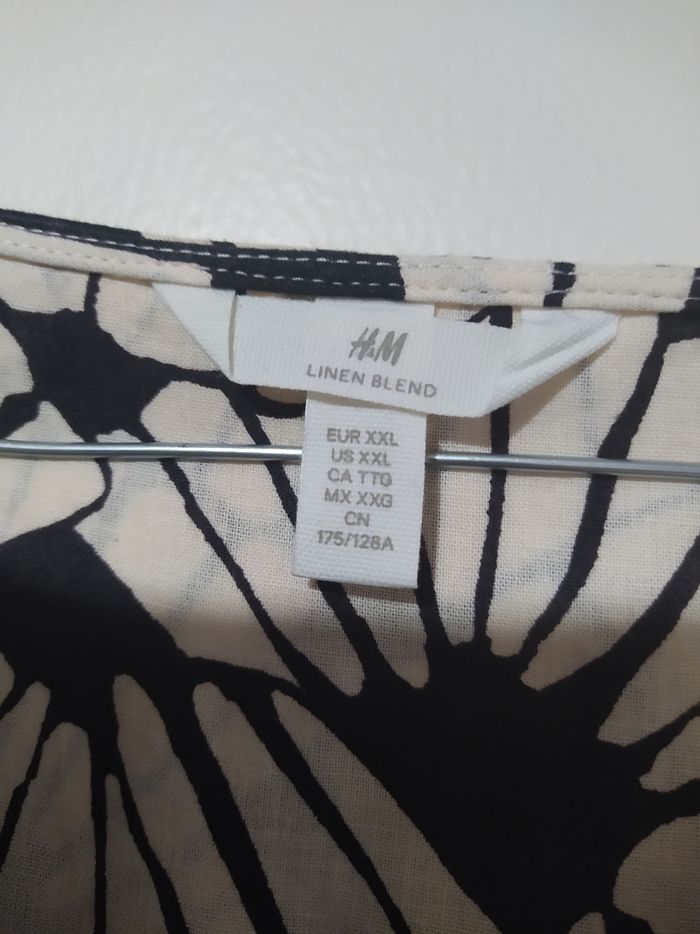 H&M
LINEN BLEND
EUR XXL
US XXL
CA TTG
MX XXG
CN
175/128A